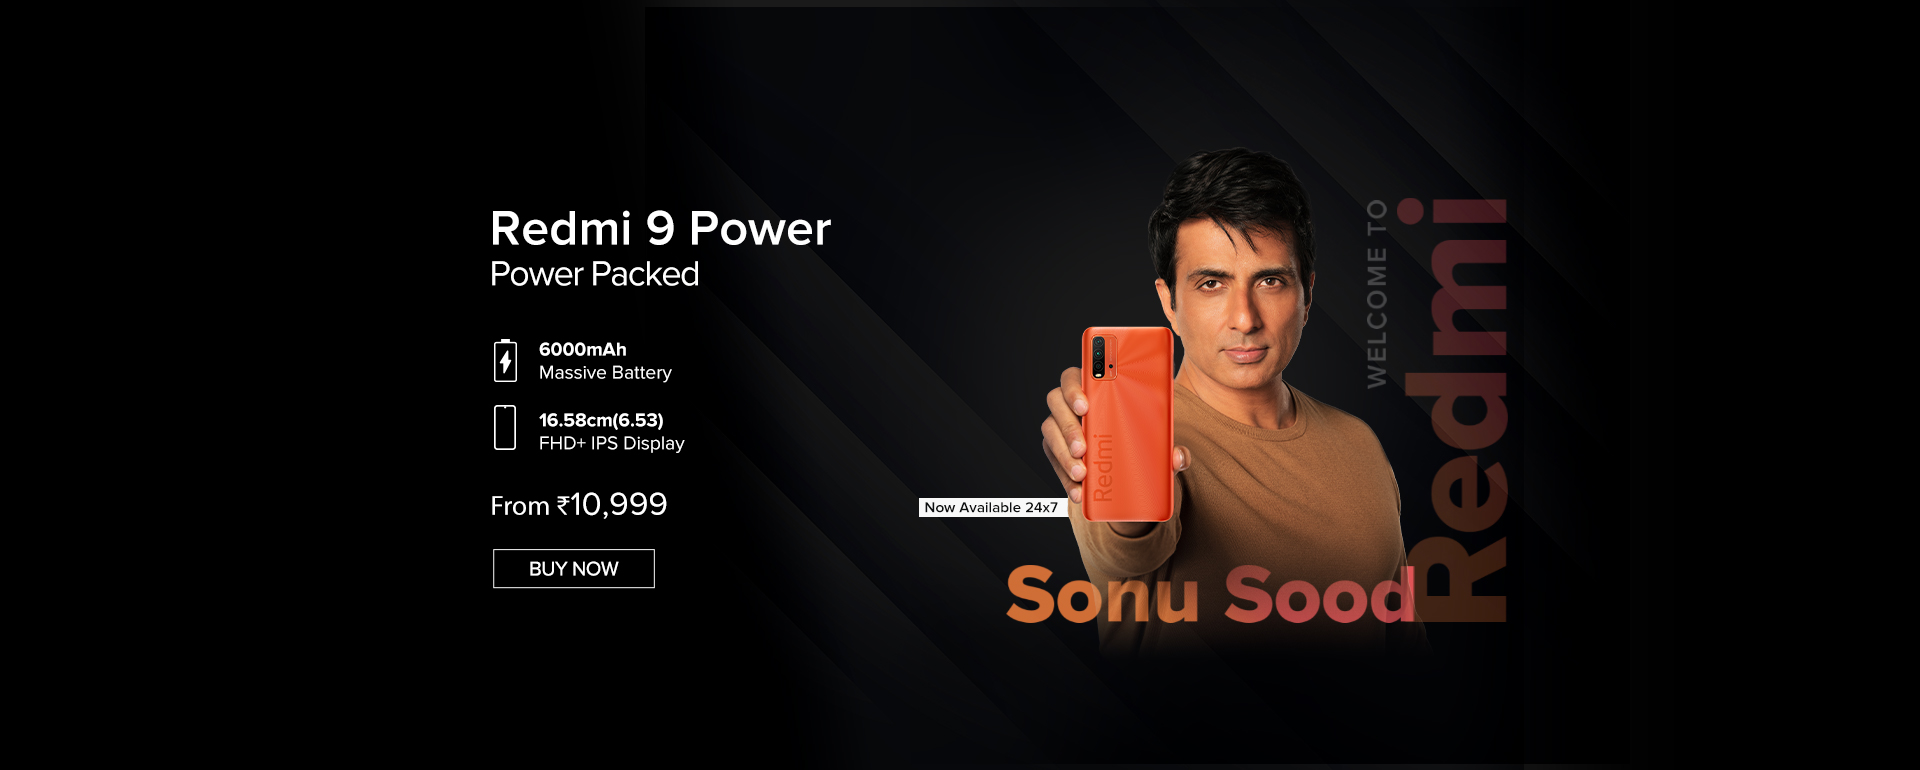 Redmi 9 Power
Power Packed
6000mAh
Massive Battery
16.58cm(6.53)
FHD+ IPS Display
From ₹10,999
BUY NOW
Now Available 24x7
Redmi
Sonu Sood
WELCOME TO
Redmi